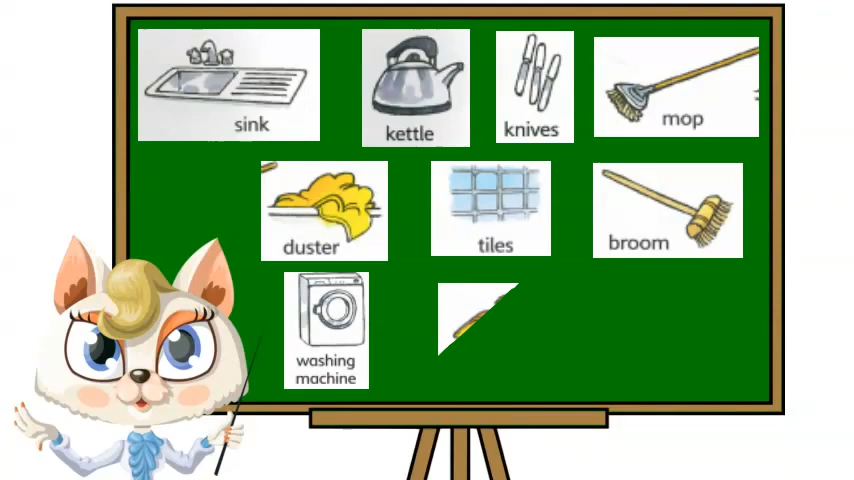 sink
kettle
knives
mop
duster
tiles
broom
washing
machine